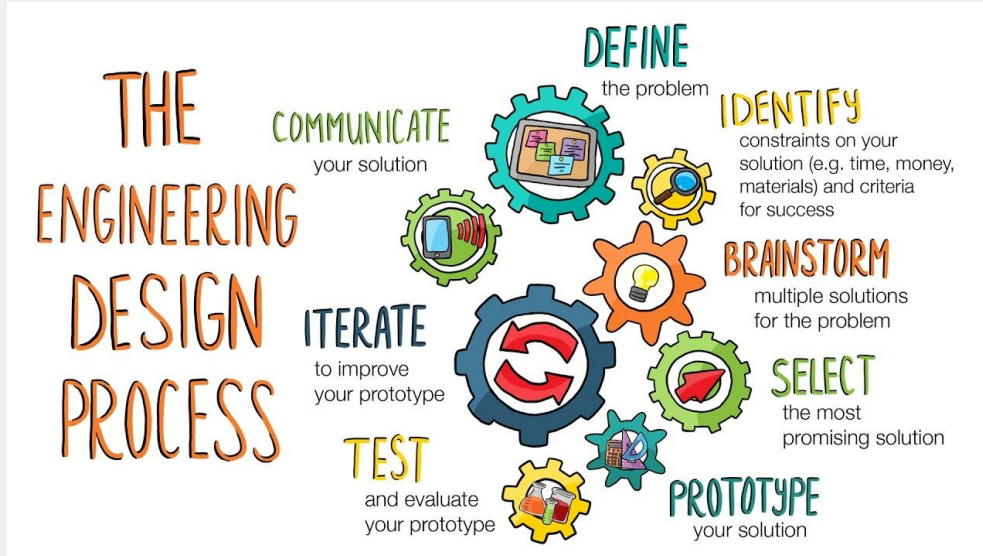 THE
ENGINEERING
DESIGN
PROCESS
DEFINE
the problem
IDENTIFY
constraints on your
solution (e.g. time, money,
materials) and criteria
for success
BRAINSTORM
multiple solutions
for the problem
SELECT
the most
promising solution
PROTOTYPE
your solution
TEST
and evaluate
your prototype
ITERATE
to improve
your prototype
COMMUNICATE
your solution